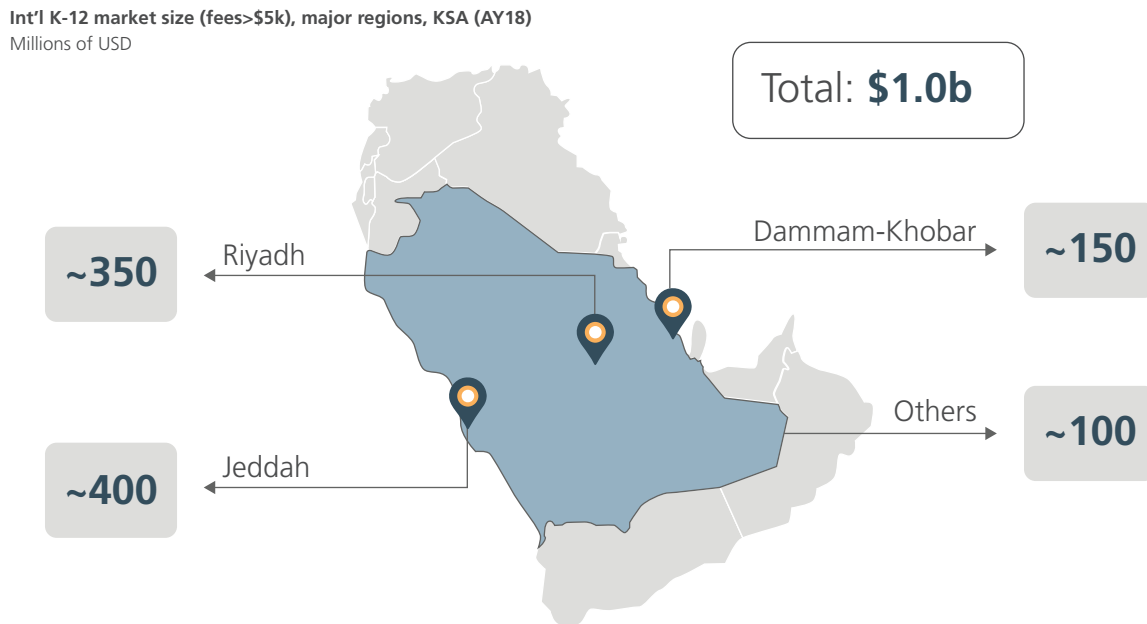 Int'l K-12 market size (fees>$5k), major regions, KSA (AY18)
Millions of USD
Total: $1.0b
Riyadh
~350
Dammam-Khobar
~150
Jeddah
~400
Others
~100